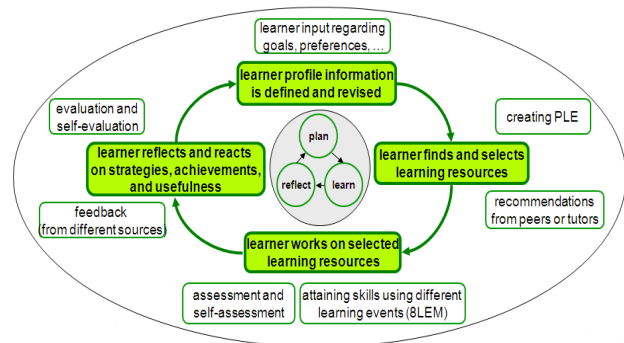 learner input regarding
goals, preferences, ...
learner profile information
is defined and revised
evaluation and
self-evaluation
creating PLE
plan
learner reflects and reacts
on strategies, achievements,
and usefulness
reflect
learn
learner finds and selects
learning resources
feedback
(from different sources)
recommendations
from peers or tutors
learner works on selected
learning resources
assessment and
self-assessment
attaining skills using different
learning events (8LEM)